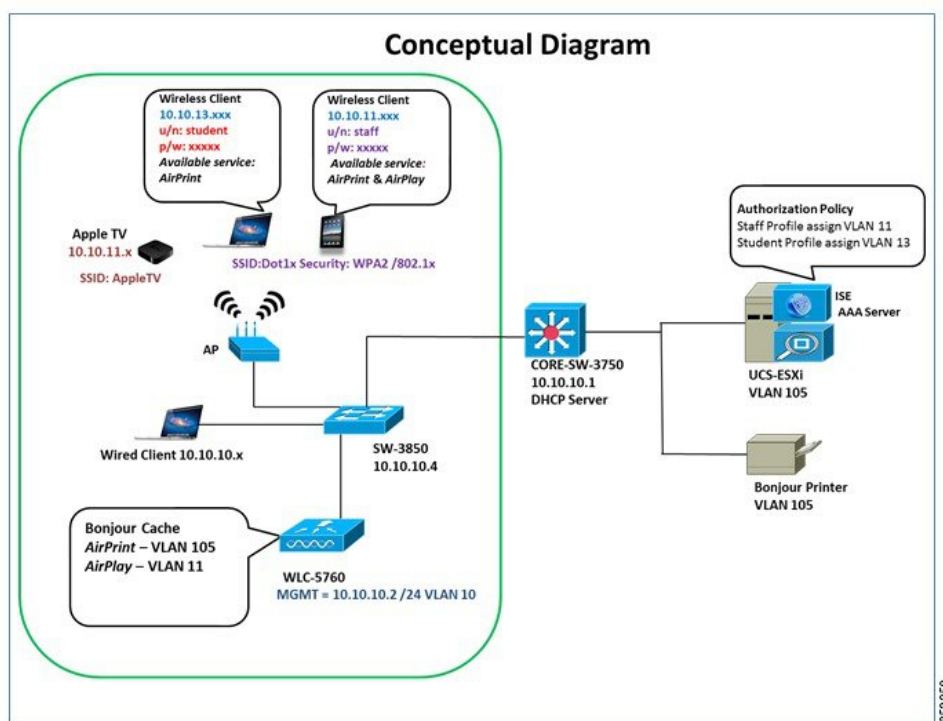 Conceptual Diagram
Wireless Client
10.10.13.xxx
u/n: student
p/w: xxxxx
Available service:
AirPrint
Wireless Client
10.10.11.xxx
u/n: staff
p/w: xxxxx
Available service:
AirPrint & AirPlay
Apple TV
10.10.11.x
SSID: AppleTV
SSID:Dot1x Security: WPA2 /802.1x
AP
Wired Client 10.10.10.x
SW-3850
10.10.10.4
Bonjour Cache
AirPrint – VLAN 105
AirPlay – VLAN 11
WLC-5760
MGMT = 10.10.10.2 /24 VLAN 10
CORE-SW-3750
10.10.10.1
DHCP Server
Authorization Policy
Staff Profile assign VLAN 11
Student Profile assign VLAN 13
ISE
AAA Server
UCS-ESXi
VLAN 105
Bonjour Printer
VLAN 105